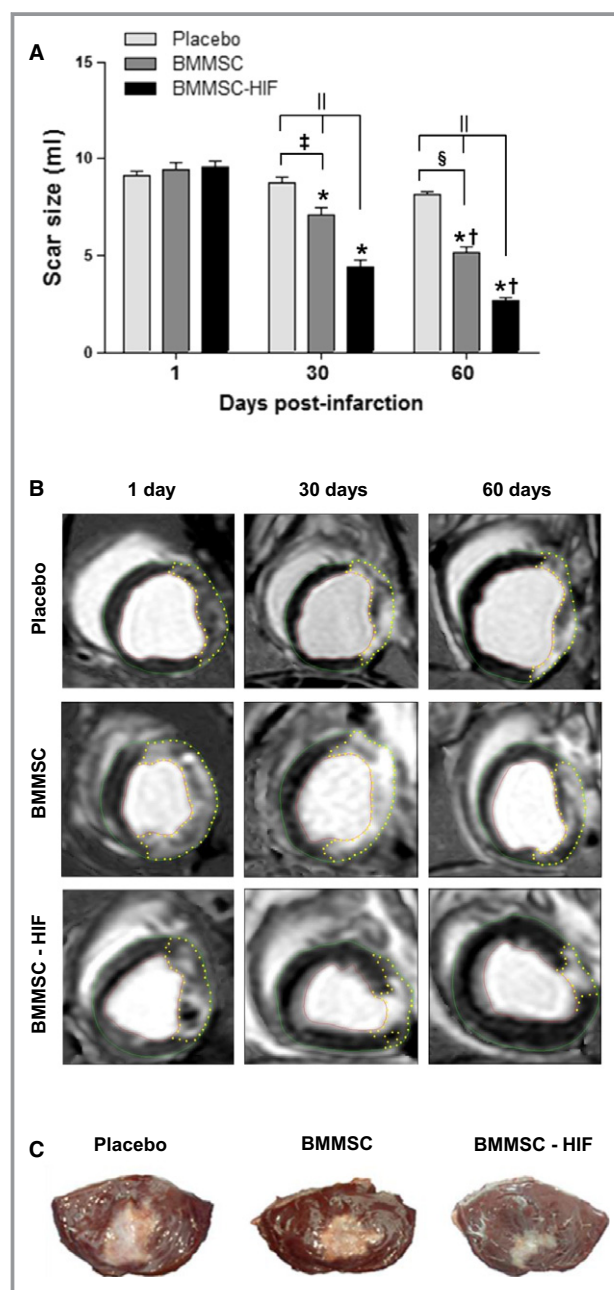 A
Placebo
BMMSC
BMMSC-HIF
Scar size (ml)
15
10
5
0
||
‡
*
*
||
§
*†
*†
1 30 60
Days post-infarction
B
1 day 30 days 60 days
Placebo
BMMSC
BMMSC - HIF
C
Placebo BMMSC BMMSC - HIF